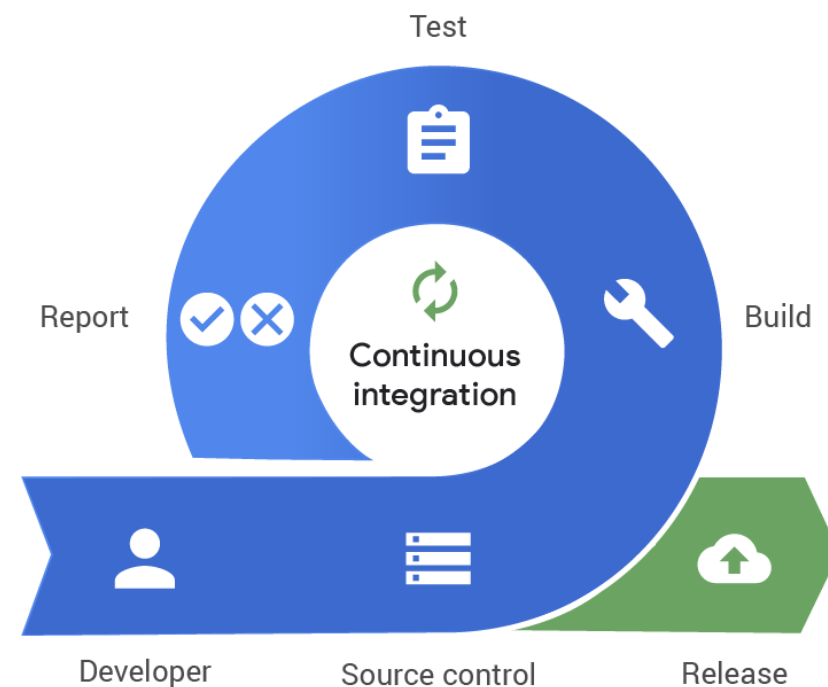 Test
Report
Build
Continuous
integration
Developer
Source control
Release